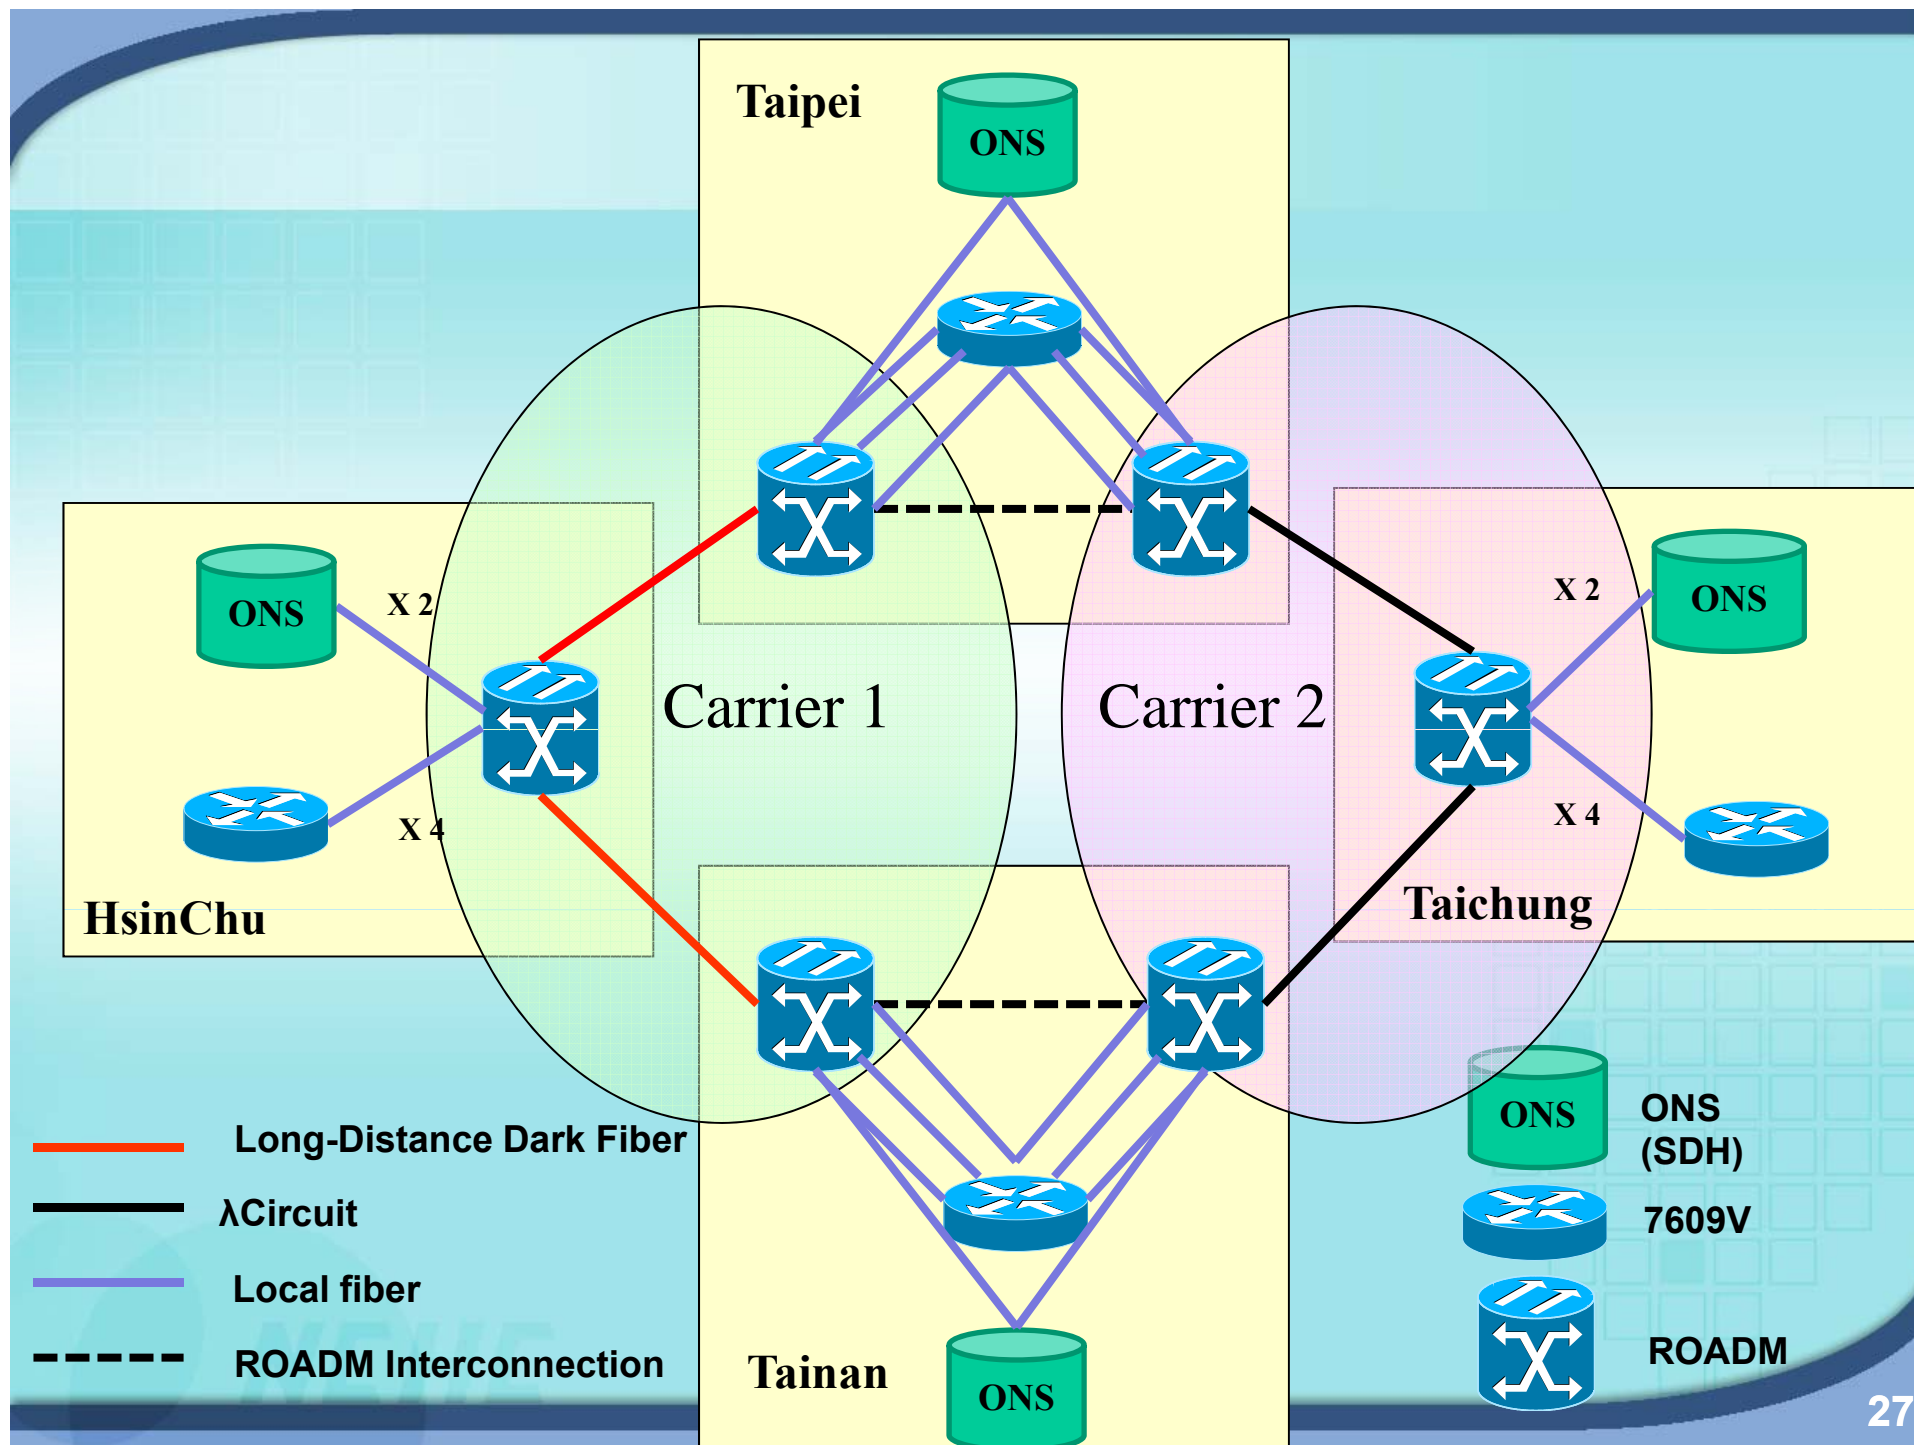 Taipei
ONS
X 2
ONS
X 2
ONS
Carrier 1
Carrier 2
X 4
X 4
HsinChu
Taichung
Long-Distance Dark Fiber
λCircuit
Local fiber
ROADM Interconnection
Tainan
ONS
ONS
ONS
(SDH)
7609V
ROADM
27